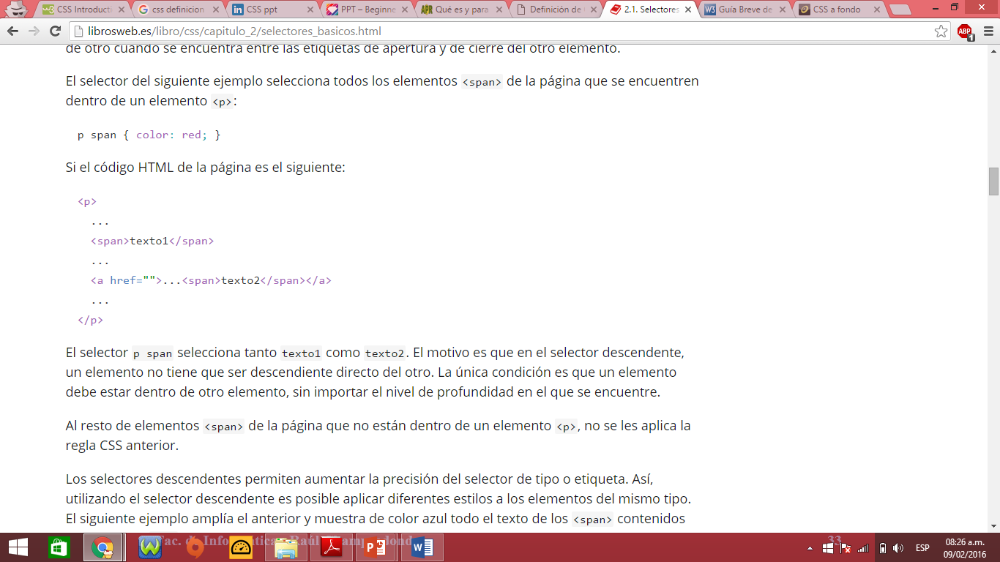 CSS Introducti
css definicion
CSS ppt
PPT – Beginne
Qué es y para
Definición de
2.1. Selectores
Guía Breve de
CSS a fondo
librosweb.es/libro/css/capitulo_2/selectores_basicos.html
ABP
1
de otro cuando se encuentra entre las etiquetas de apertura y de cierre del otro elemento.
El selector del siguiente ejemplo selecciona todos los elementos <span> de la página que se encuentren
dentro de un elemento <p>:
p span { color: red; }
Si el código HTML de la página es el siguiente:
<p>
...
<span>texto1</span>
...
<a href="">...<span>texto2</span></a>
...
</p>
El selector p span selecciona tanto texto1 como texto2. El motivo es que en el selector descendente,
un elemento no tiene que ser descendiente directo del otro. La única condición es que un elemento
debe estar dentro de otro elemento, sin importar el nivel de profundidad en el que se encuentre.
Al resto de elementos <span> de la página que no están dentro de un elemento <p>, no se les aplica la
regla CSS anterior.
Los selectores descendentes permiten aumentar la precisión del selector de tipo o etiqueta. Así,
utilizando el selector descendente es posible aplicar diferentes estilos a los elementos del mismo tipo.
El siguiente ejemplo amplía el anterior y muestra de color azul todo el texto de los <span> contenidos
33
ESP
08:26 a.m.
09/02/2016